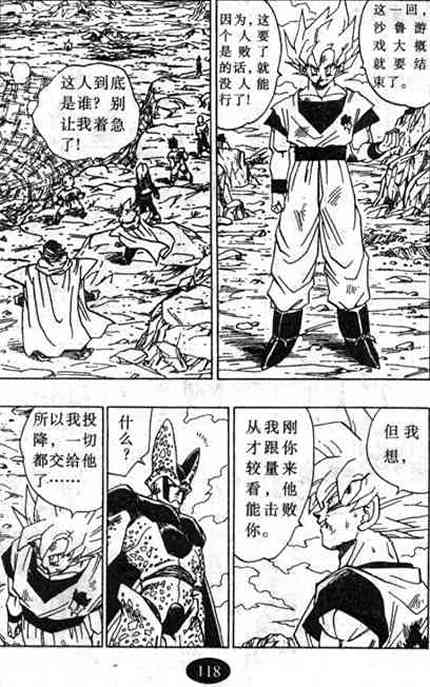 这一回，
沙鲁游
戏大概
就要结
束了。
因为，这
个人要
是败了
的话，就
没人能
行了！
这人到底
是谁？别
让我着急
了！
但我
想，
从我刚
才跟你
较量来
看，他
能击败
你。
什么？
所以我投
降，一切
都交给他
了……
118